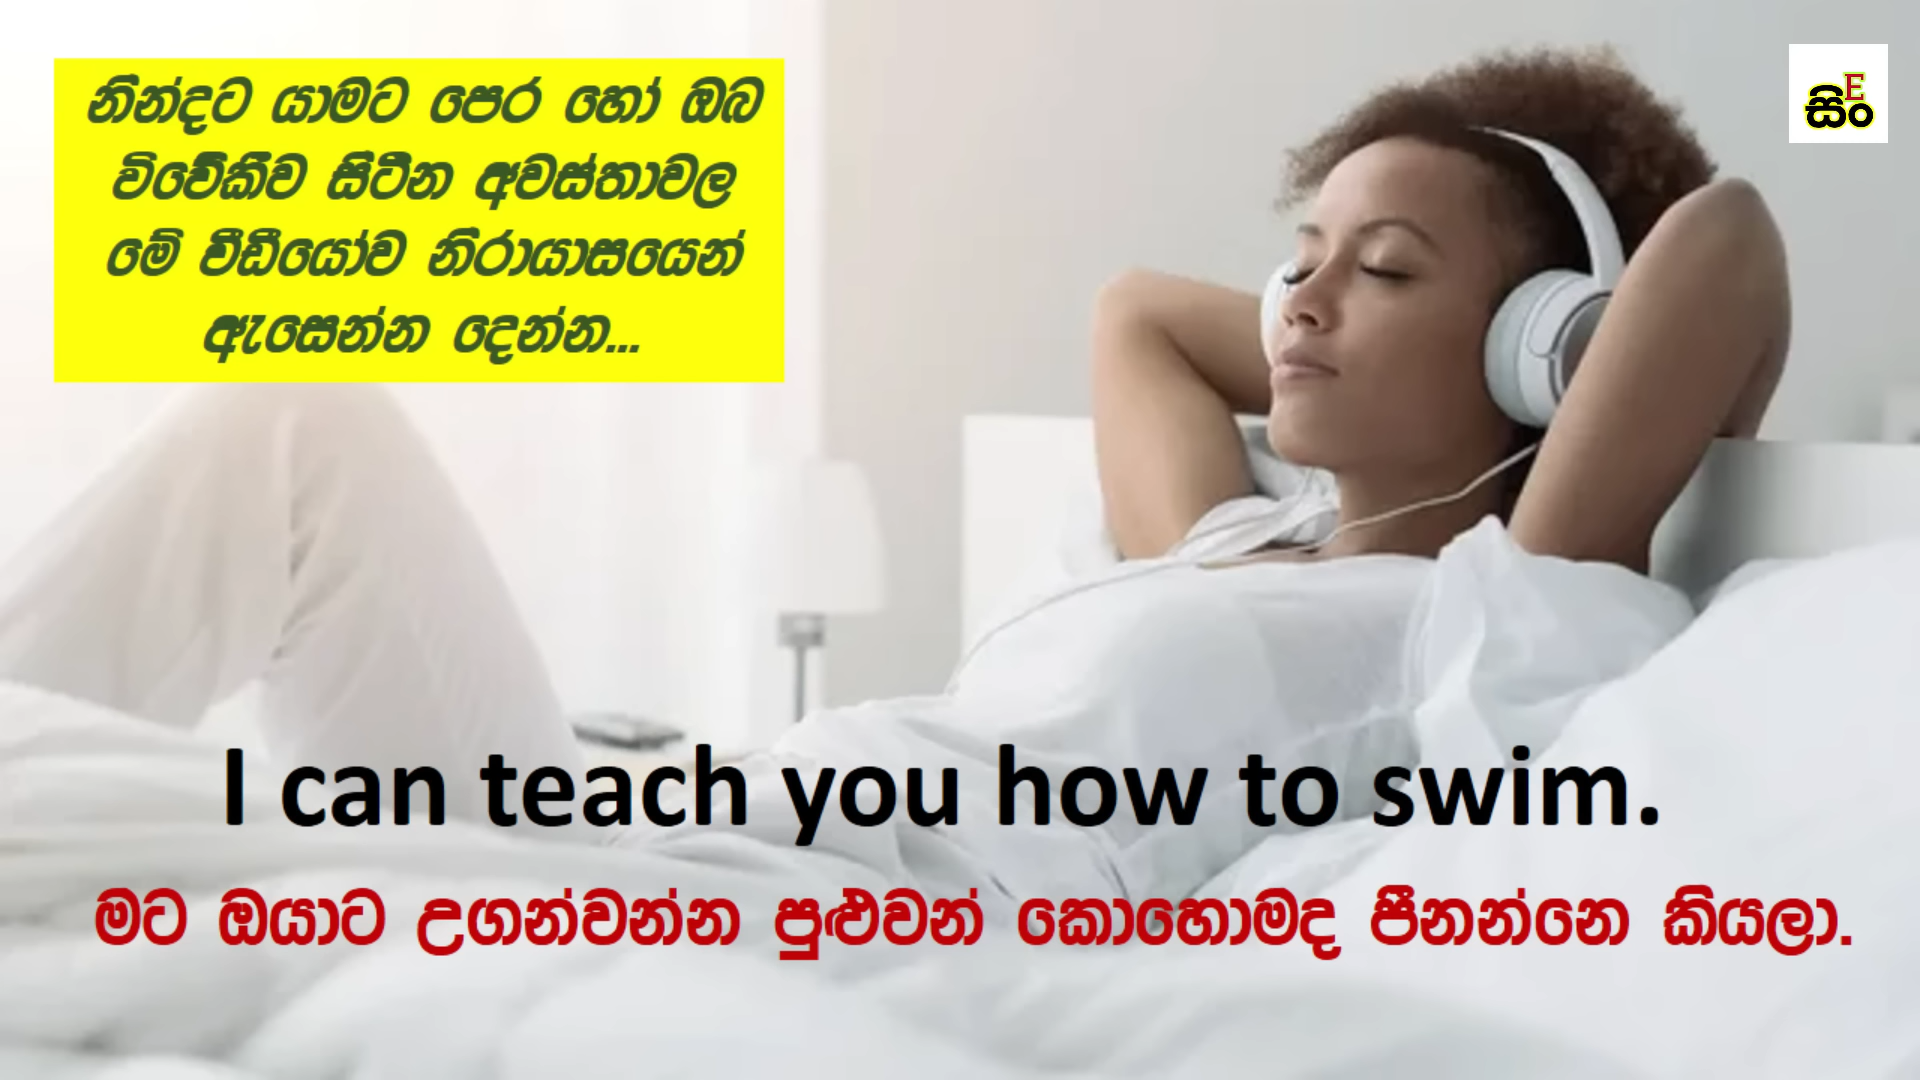 නින්දට යාමට පෙර හෝ ඔබ
විවේකීව සිටින අවස්තාවල
මේ වීඩියෝව නිරායාසයෙන්
ඇසෙන්න දෙන්න...
සිංE
I can teach you how to swim.
මට ඔයාට උගන්වන්න පුළුවන් කොහොමද පීනන්නෙ කියලා.